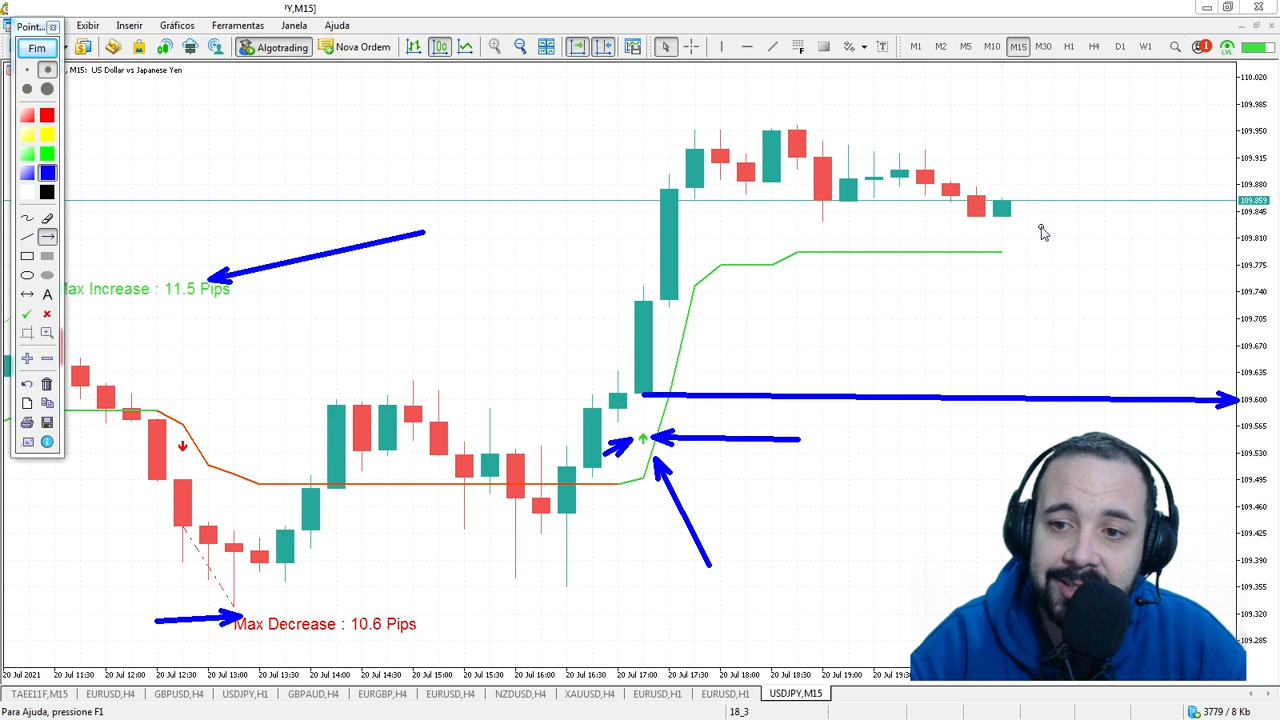 Y,M15]
Point...
Exibir Inserir Gráficos Ferramentas Janela Ajuda
Fim
Algotrading
Nova Ordem
M1 M2 M5 M10 M15 M30 H1 H4 D1 W1
1
LVL
, M15: US Dollar vs Japanese Yen
110.020
109.985
109.950
109.915
109.880
109.859
109.845
109.810
109.775
109.740
109.705
109.670
109.635
109.600
109.565
109.530
109.495
109.460
109.425
109.390
109.355
109.320
109.285
A
Max Increase : 11.5 Pips
Max Decrease : 10.6 Pips
20 Jul 2021 20 Jul 11:30 20 Jul 12:00 20 Jul 12:30 20 Jul 13:00 20 Jul 13:30 20 Jul 14:00 20 Jul 14:30 20 Jul 15:00 20 Jul 15:30 20 Jul 16:00 20 Jul 16:30 20 Jul 17:00 20 Jul 17:30 20 Jul 18:00 20 Jul 18:30 20 Jul 19:00 20 Jul 19:30
TAEE11F,M15 EURUSD,H4 GBPUSD,H4 USDJPY,H1 GBPAUD,H4 EURGBP,H4 EURUSD,H4 NZDUSD,H4 XAUUSD,H4 EURUSD,H1 EURUSD,H1 USDJPY,M15
Para Ajuda, pressione F1
18_3
3779 / 8 Kb